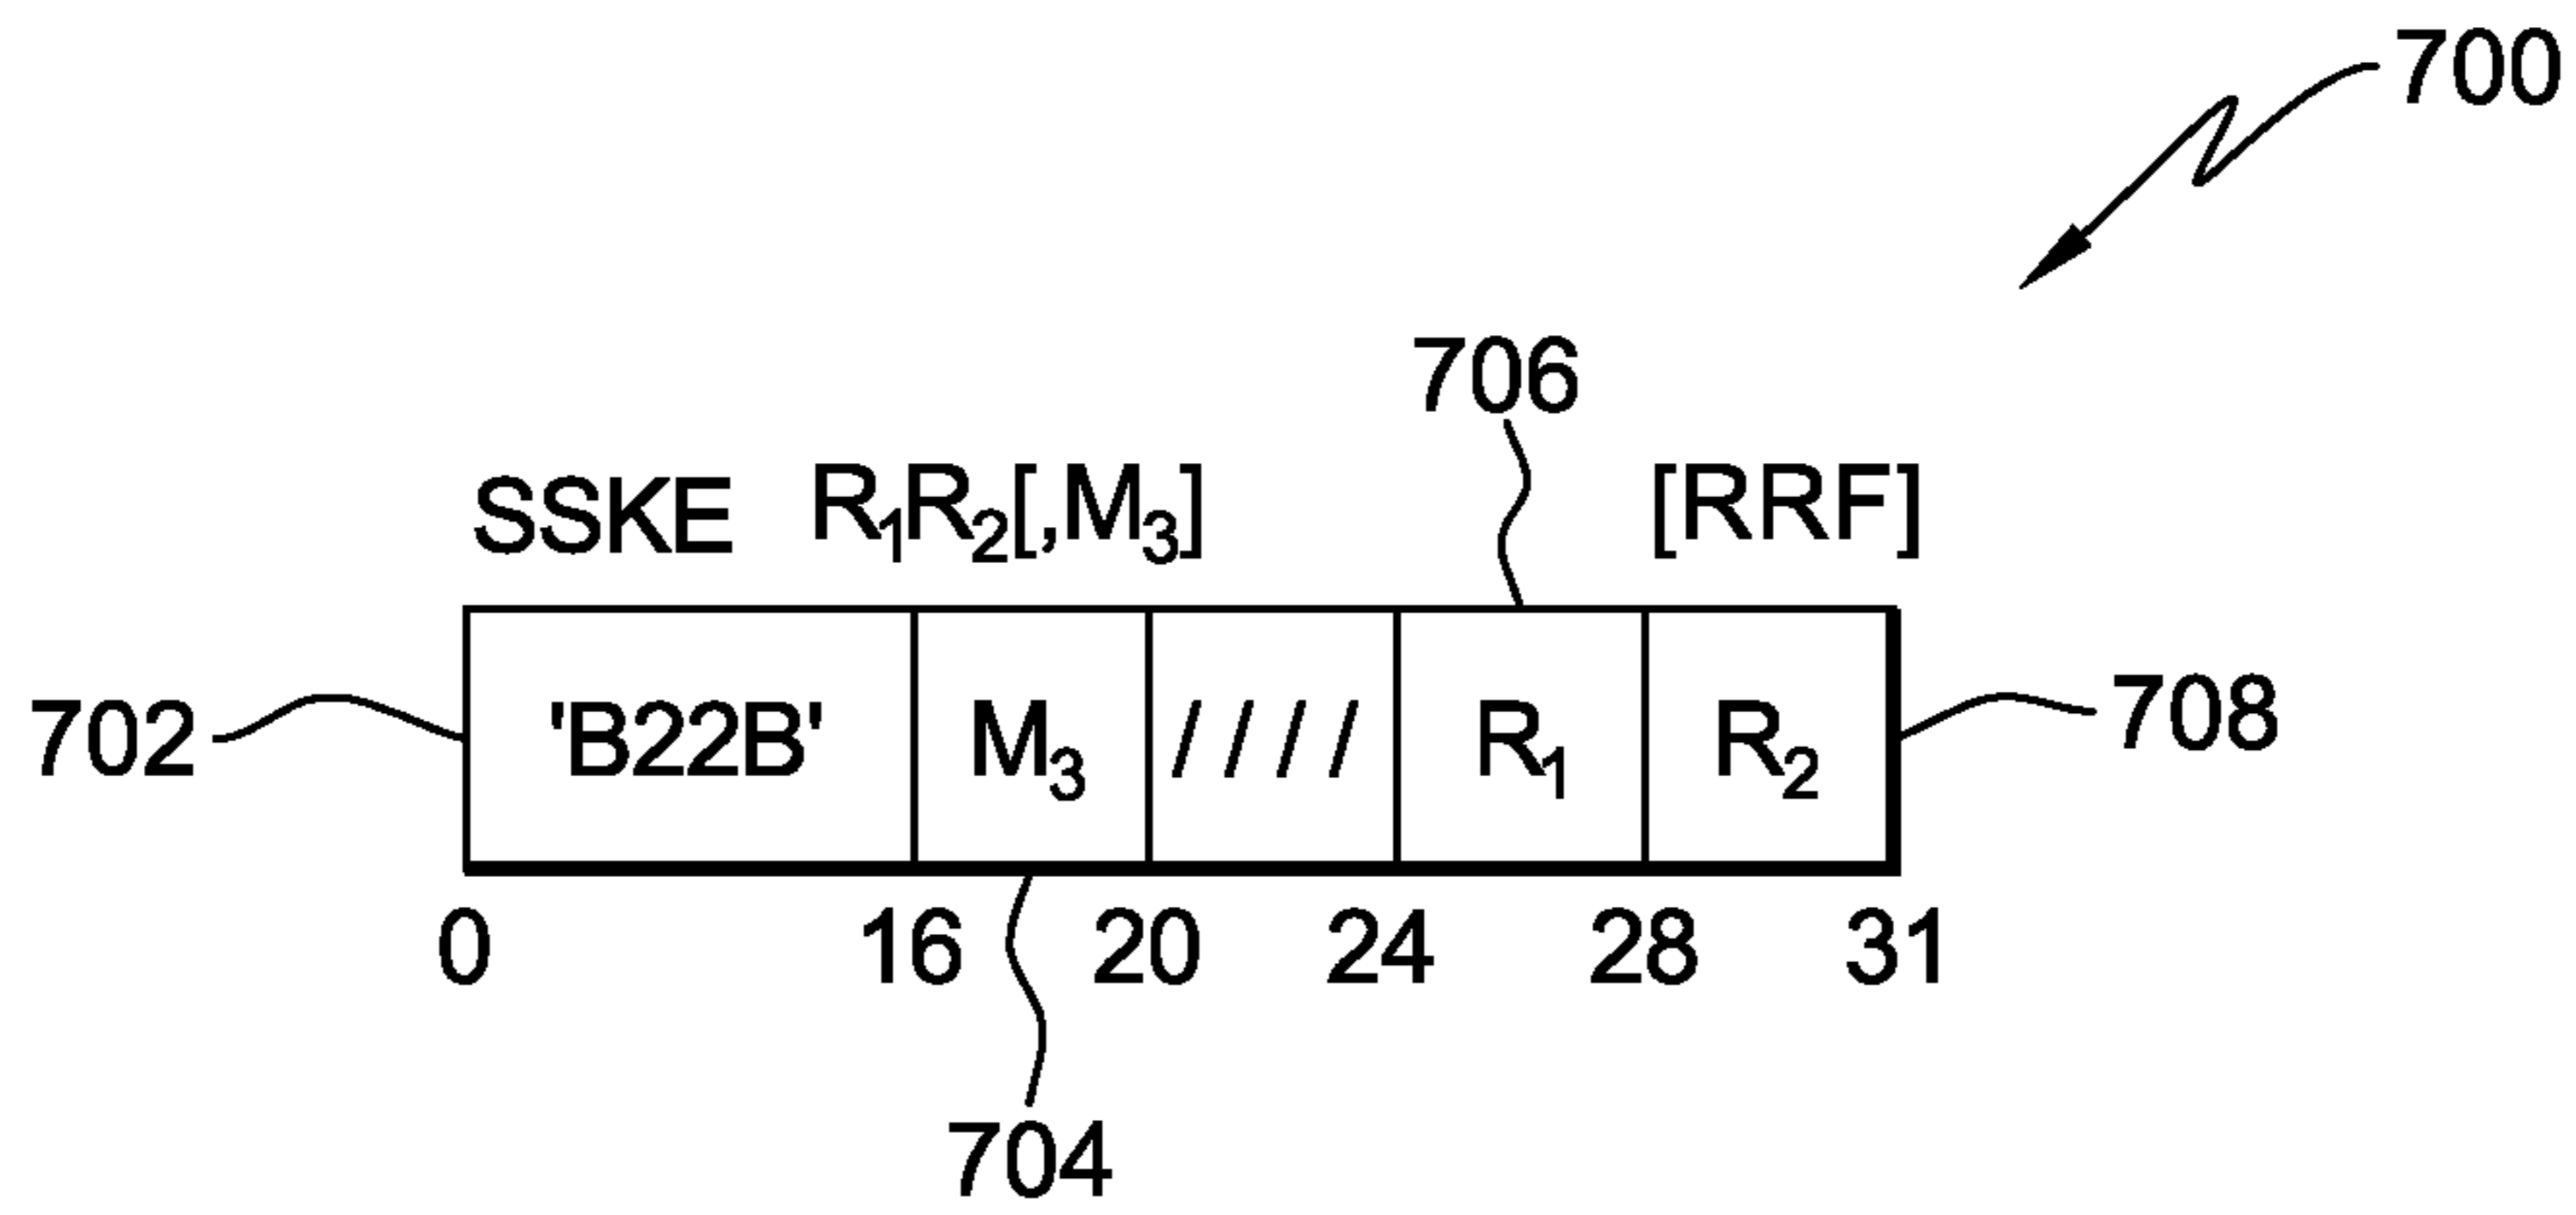 700
706
SSKE R₁R₂[,M₃] [RRF]
702 'B22B' M₃ //// R₁ R₂ 708
0 16 20 24 28 31
704